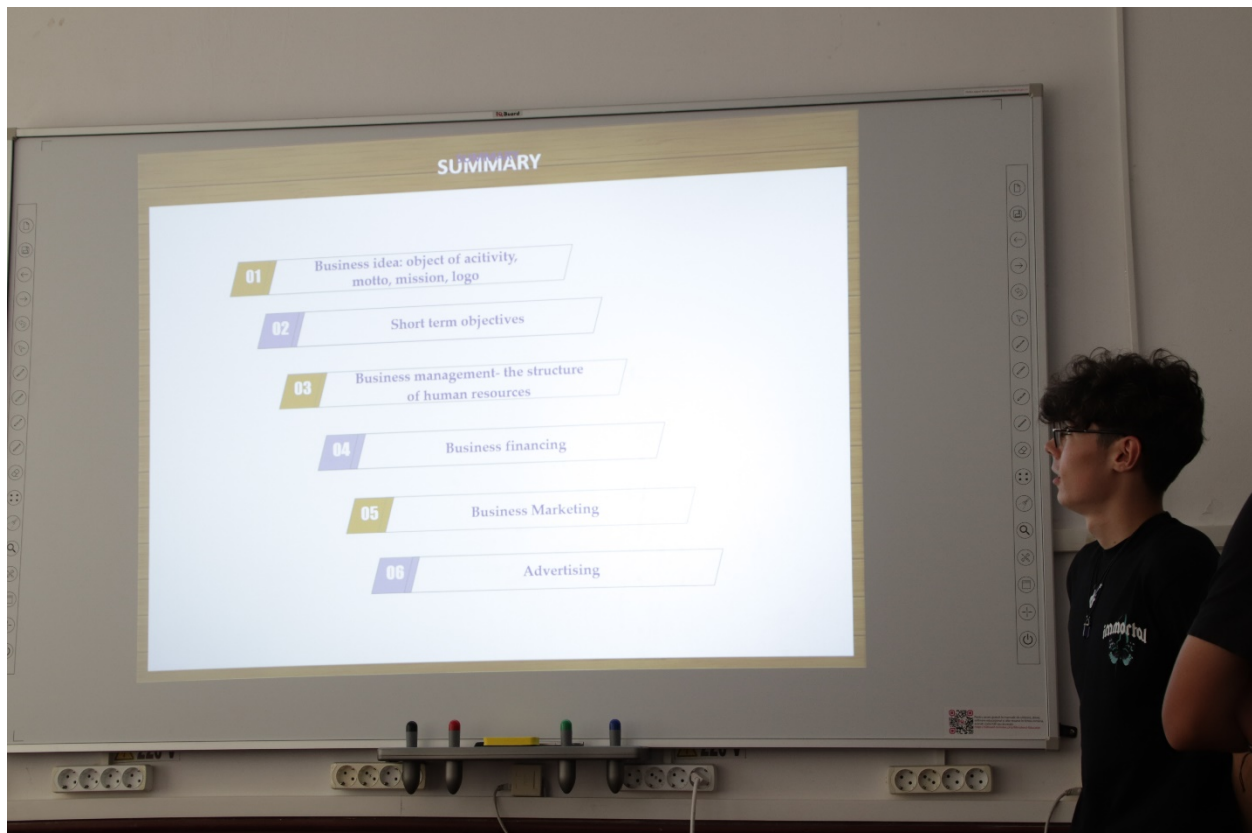 SUMMARY
01
Business idea: object of acitivity,
motto, mission, logo
02
Short term objectives
03
Business management- the structure
of human resources
04
Business financing
05
Business Marketing
06
Advertising
immortal
220 V